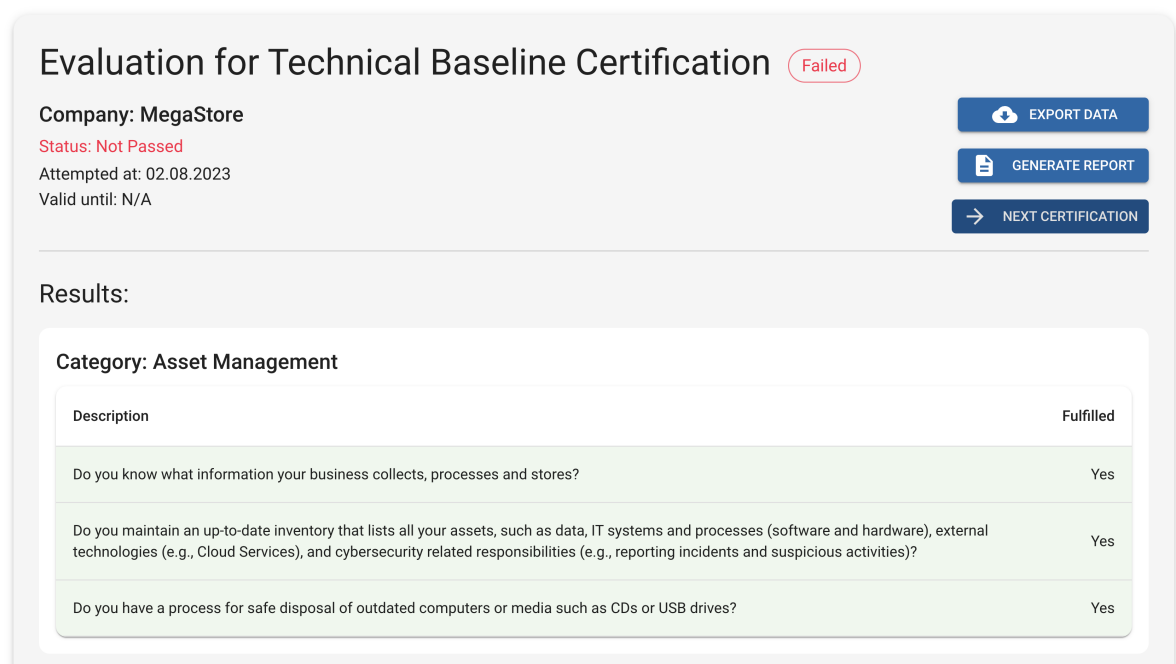 Evaluation for Technical Baseline Certification Failed
Company: MegaStore
Status: Not Passed
Attempted at: 02.08.2023
Valid until: N/A
EXPORT DATA
GENERATE REPORT
NEXT CERTIFICATION
Results:
Category: Asset Management
Description Fulfilled
Do you know what information your business collects, processes and stores? Yes
Do you maintain an up-to-date inventory that lists all your assets, such as data, IT systems and processes (software and hardware), external
technologies (e.g., Cloud Services), and cybersecurity related responsibilities (e.g., reporting incidents and suspicious activities)?
Yes
Do you have a process for safe disposal of outdated computers or media such as CDs or USB drives? Yes